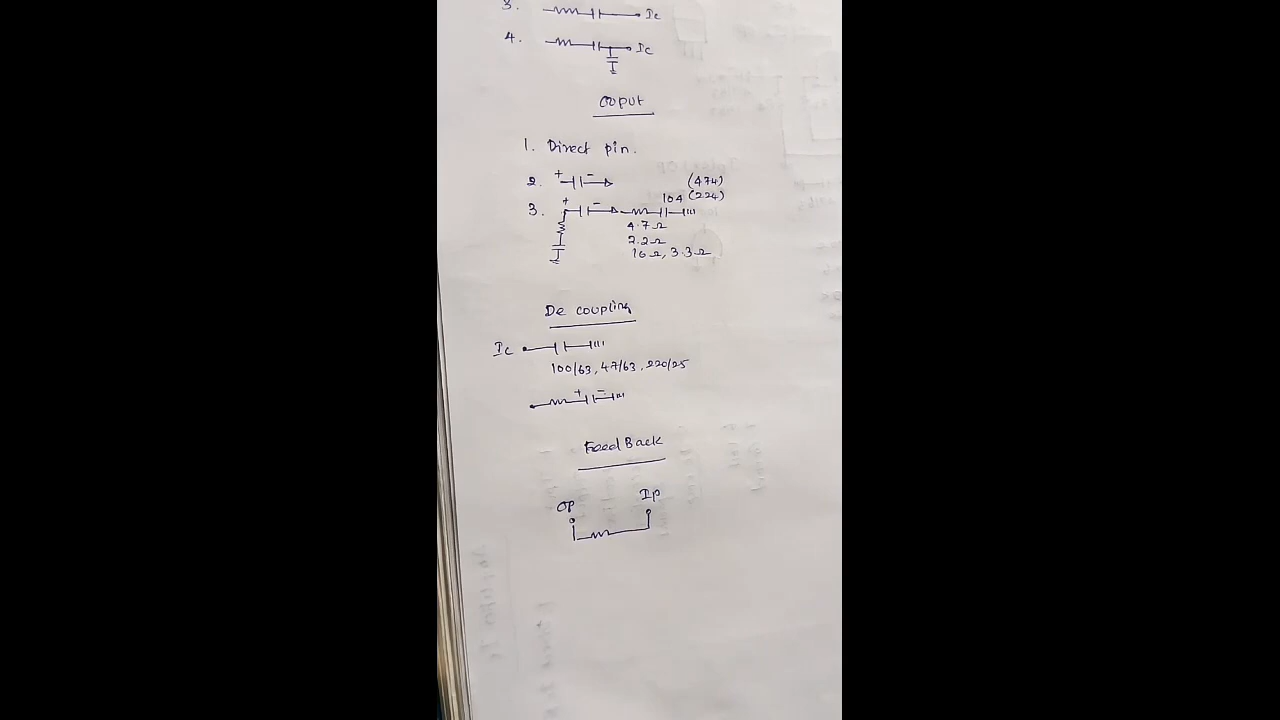 3. Ic
4. Ic
Ooput
1. Direct pin.
2. + - (474)
104 (224)
3. + -
4.7Ω
2.2Ω
10Ω, 3.3Ω
De coupling
Ic
100/63, 47/63, 220/25
+ -
Feed Back
OP IP